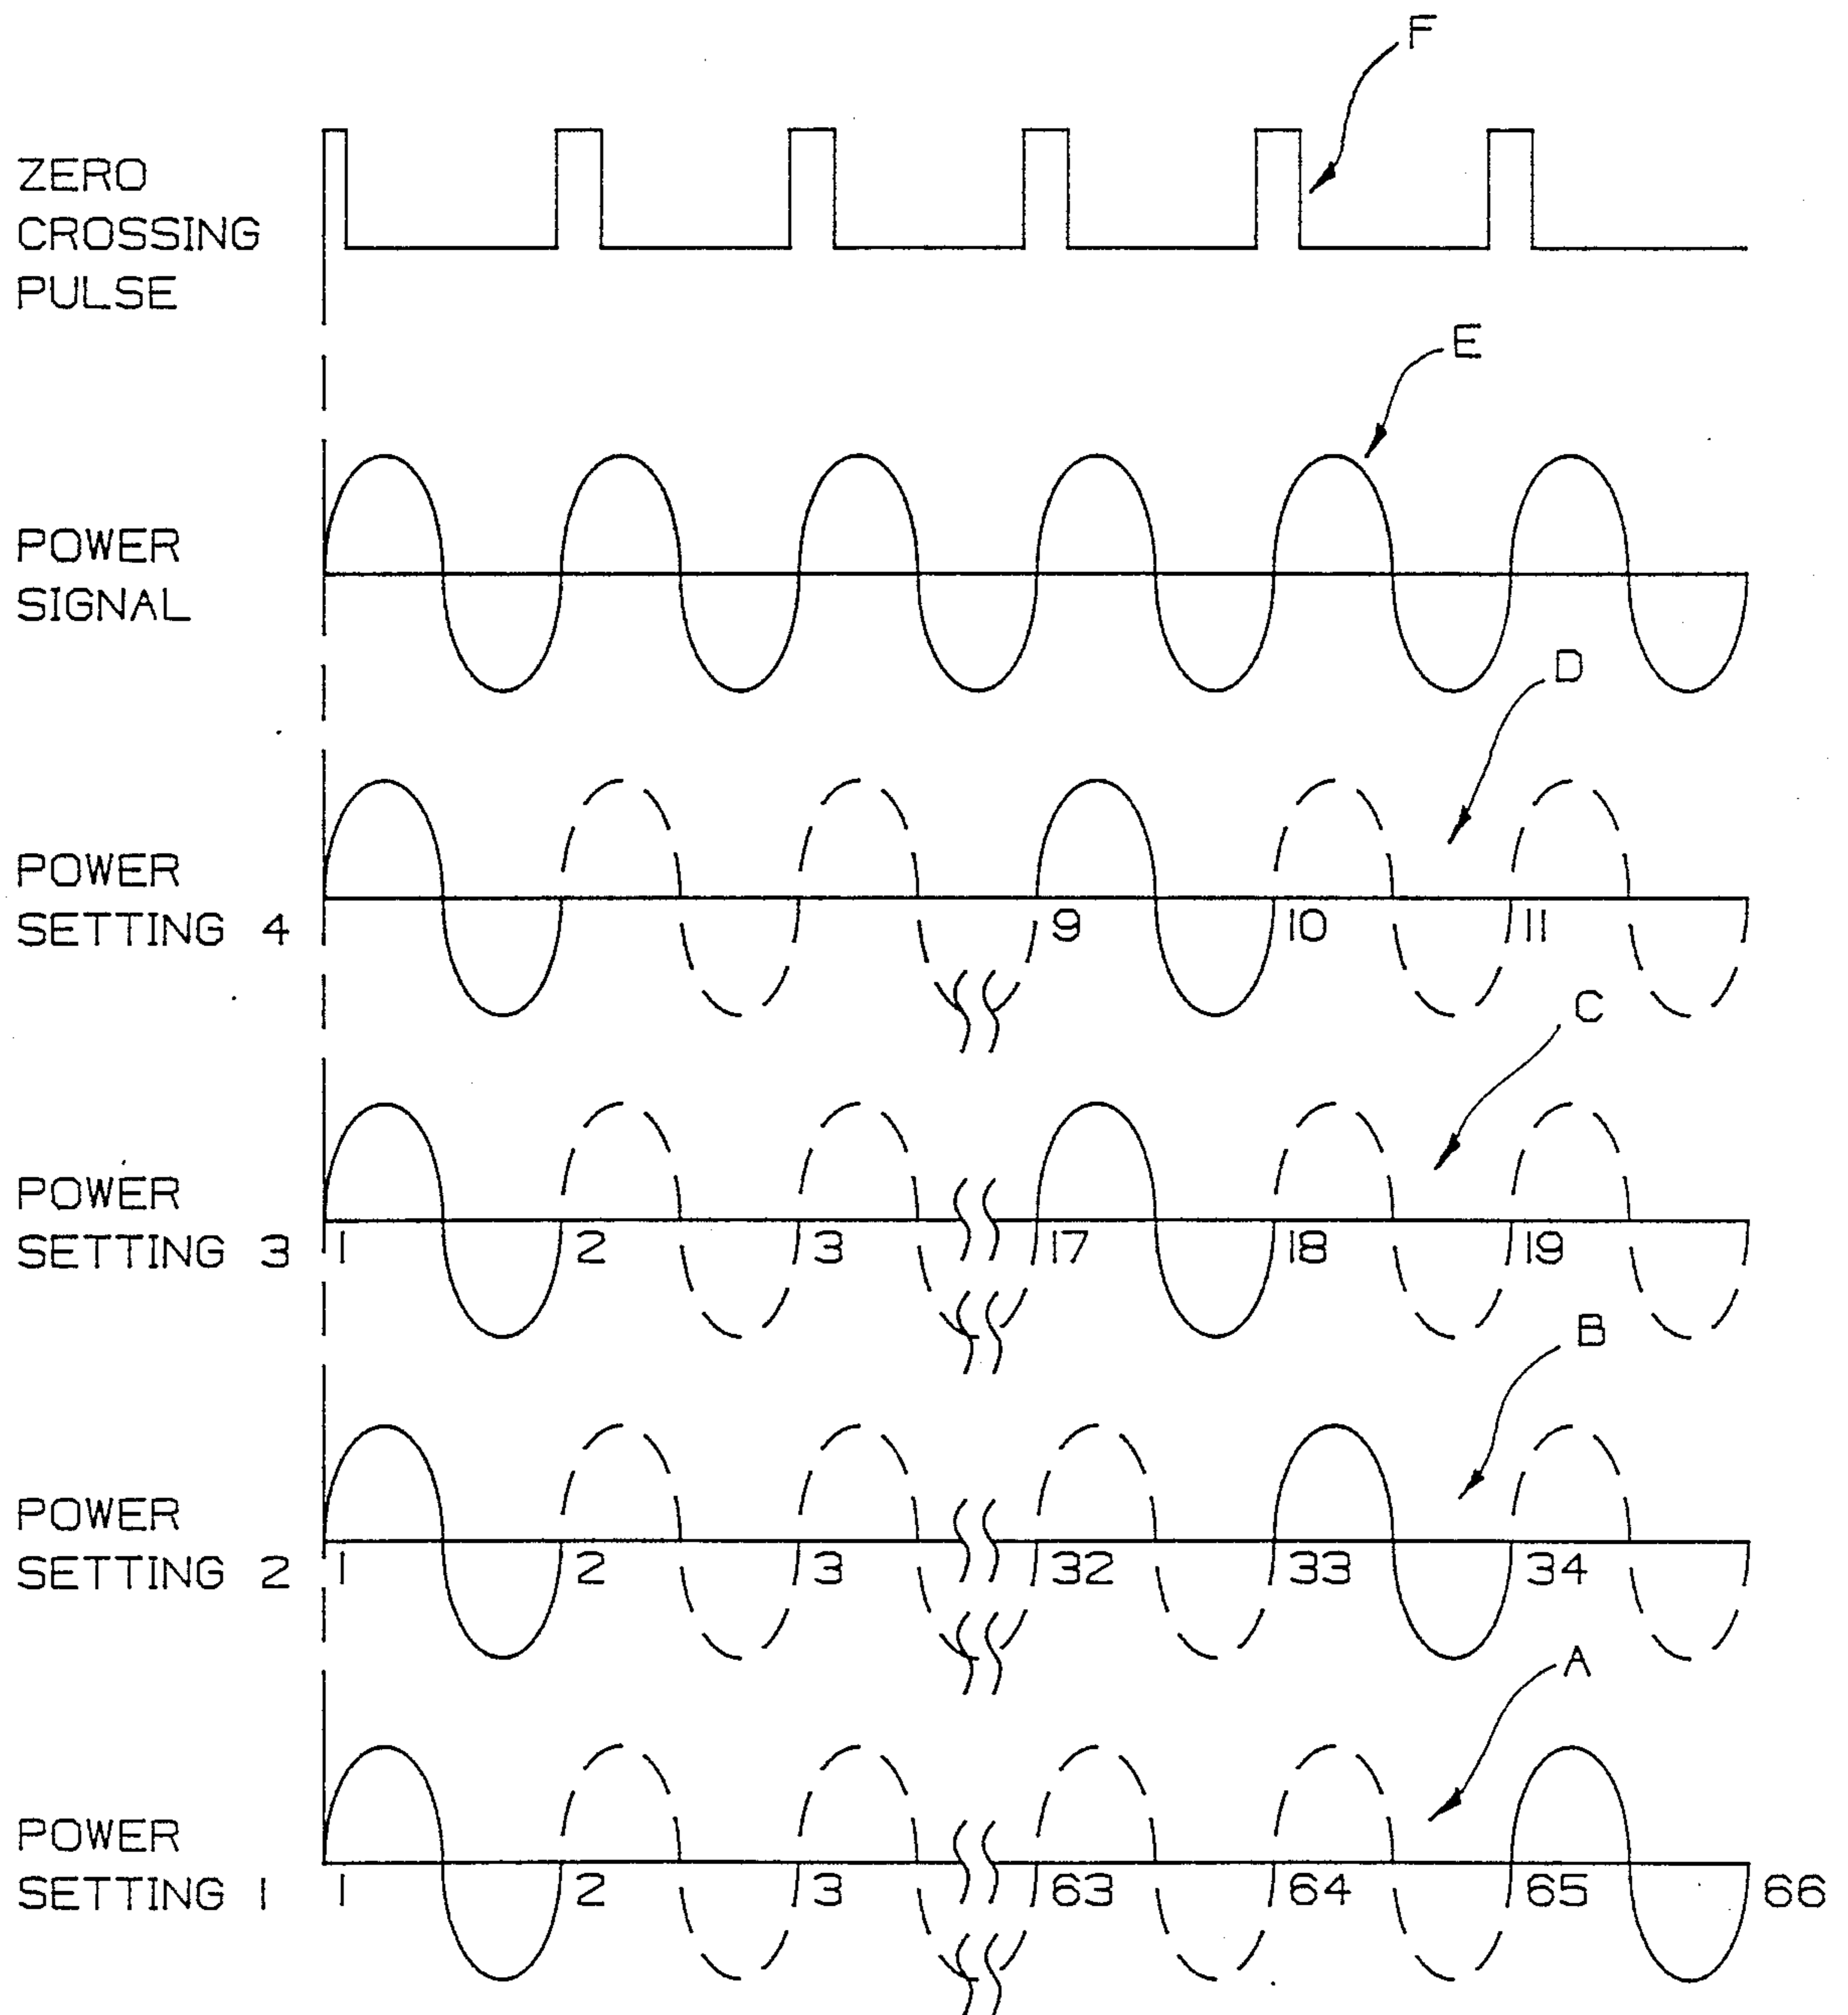 F
ZERO
CROSSING
PULSE
E
POWER
SIGNAL
D
POWER
SETTING 4
9 10 11
C
POWER
SETTING 3
1 2 3 17 18 19
B
POWER
SETTING 2
1 2 3 32 33 34
A
POWER
SETTING 1
1 2 3 63 64 65 66